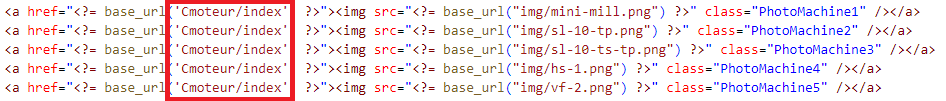 <a href="<?= base_url('Cmoteur/index'  ?>"><img src="<?= base_url("img/mini-mill.png") ?>" class="PhotoMachine1" /></a>
<a href="<?= base_url('Cmoteur/index'  ?>"><img src="<?= base_url("img/sl-10-tp.png") ?>" class="PhotoMachine2" /></a>
<a href="<?= base_url('Cmoteur/index'  ?>"><img src="<?= base_url("img/sl-10-ts-tp.png") ?>" class="PhotoMachine3" /></a>
<a href="<?= base_url('Cmoteur/index'  ?>"><img src="<?= base_url("img/hs-1.png") ?>" class="PhotoMachine4" /></a>
<a href="<?= base_url('Cmoteur/index'  ?>"><img src="<?= base_url("img/vf-2.png") ?>" class="PhotoMachine5" /></a>